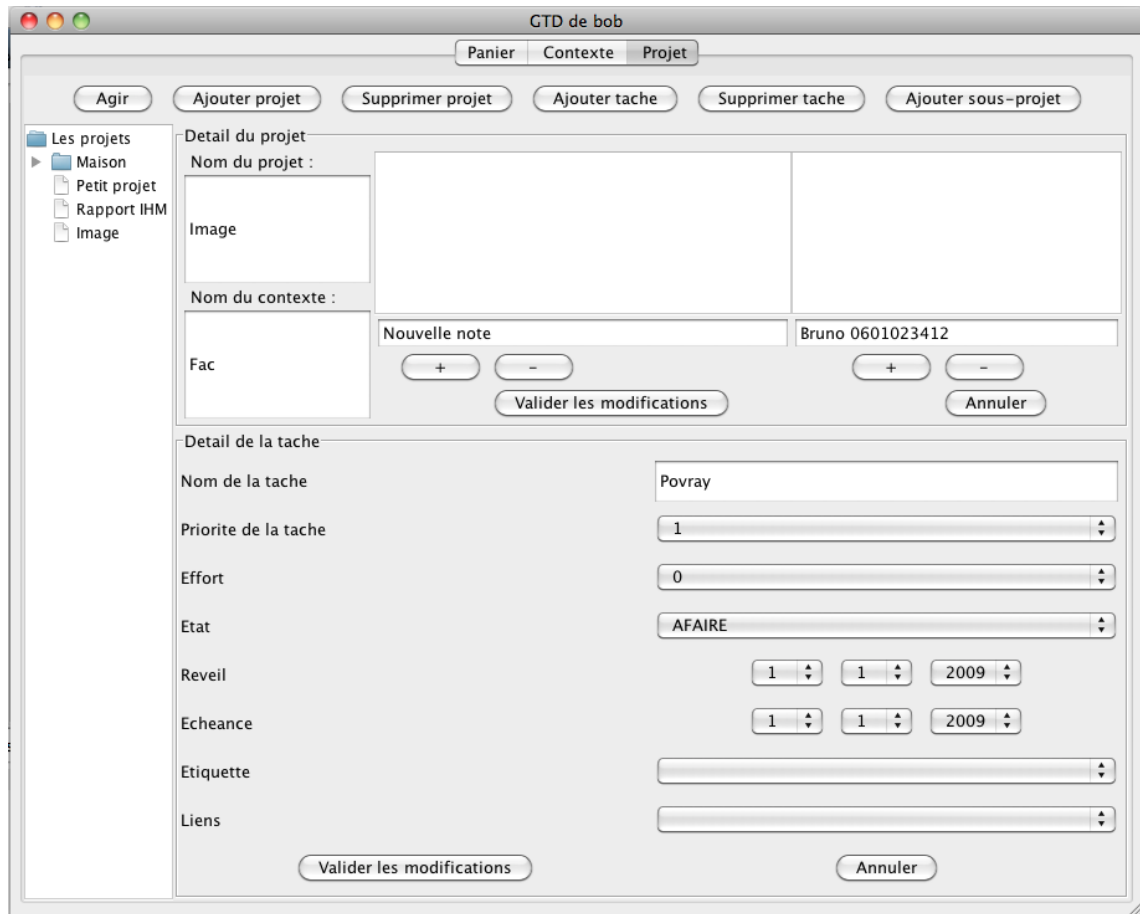 GTD de bob
Panier Contexte Projet
Agir Ajouter projet Supprimer projet Ajouter tache Supprimer tache Ajouter sous-projet
Les projets
Maison
Petit projet
Rapport IHM
Image
Detail du projet
Nom du projet :
Image
Nom du contexte :
Fac
Nouvelle note
Bruno 0601023412
+ - + -
Valider les modifications Annuler
Detail de la tache
Nom de la tache Povray
Priorite de la tache 1
Effort 0
Etat AFAIRE
Reveil 1 1 2009
Echeance 1 1 2009
Etiquette
Liens
Valider les modifications Annuler